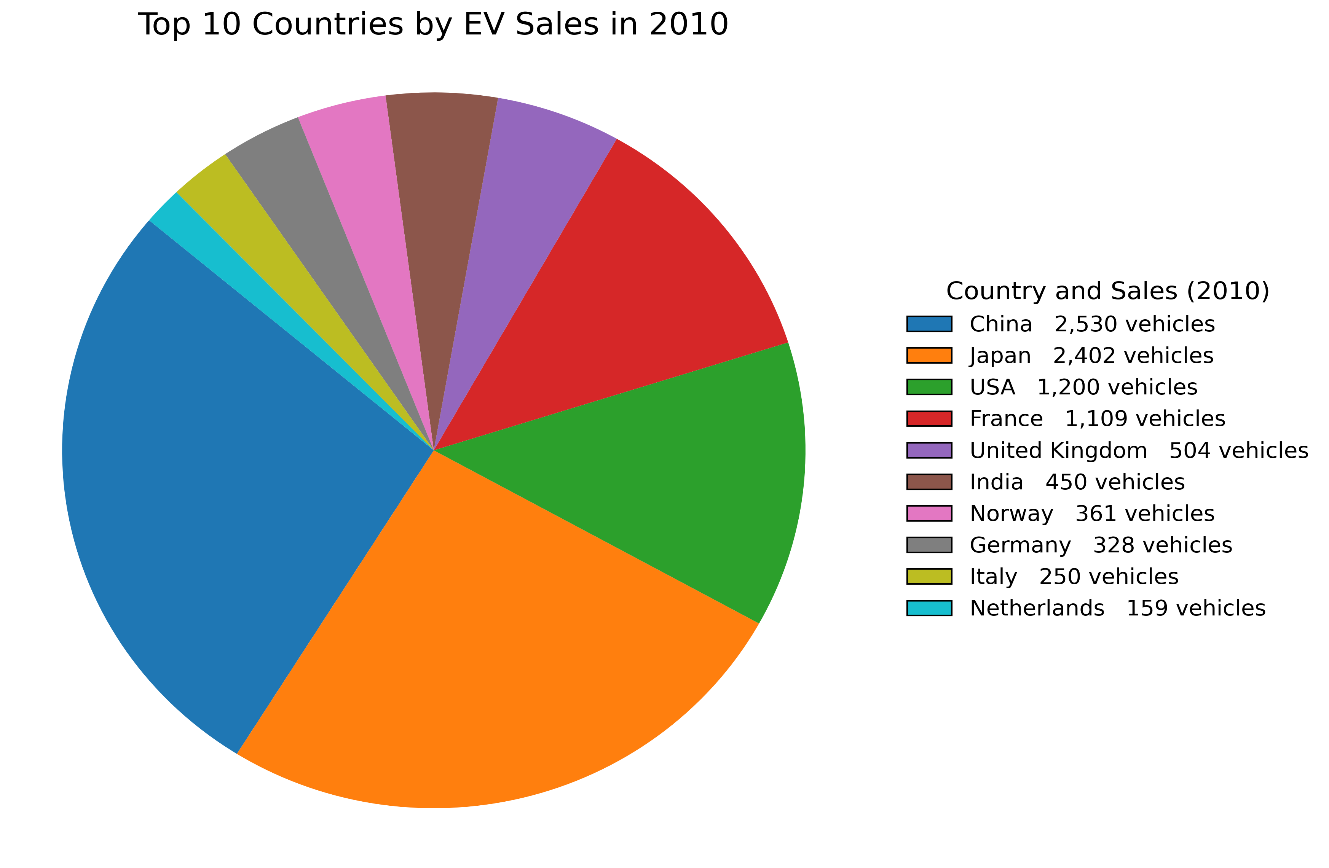 Top 10 Countries by EV Sales in 2010
Country and Sales (2010)
China 2,530 vehicles
Japan 2,402 vehicles
USA 1,200 vehicles
France 1,109 vehicles
United Kingdom 504 vehicles
India 450 vehicles
Norway 361 vehicles
Germany 328 vehicles
Italy 250 vehicles
Netherlands 159 vehicles